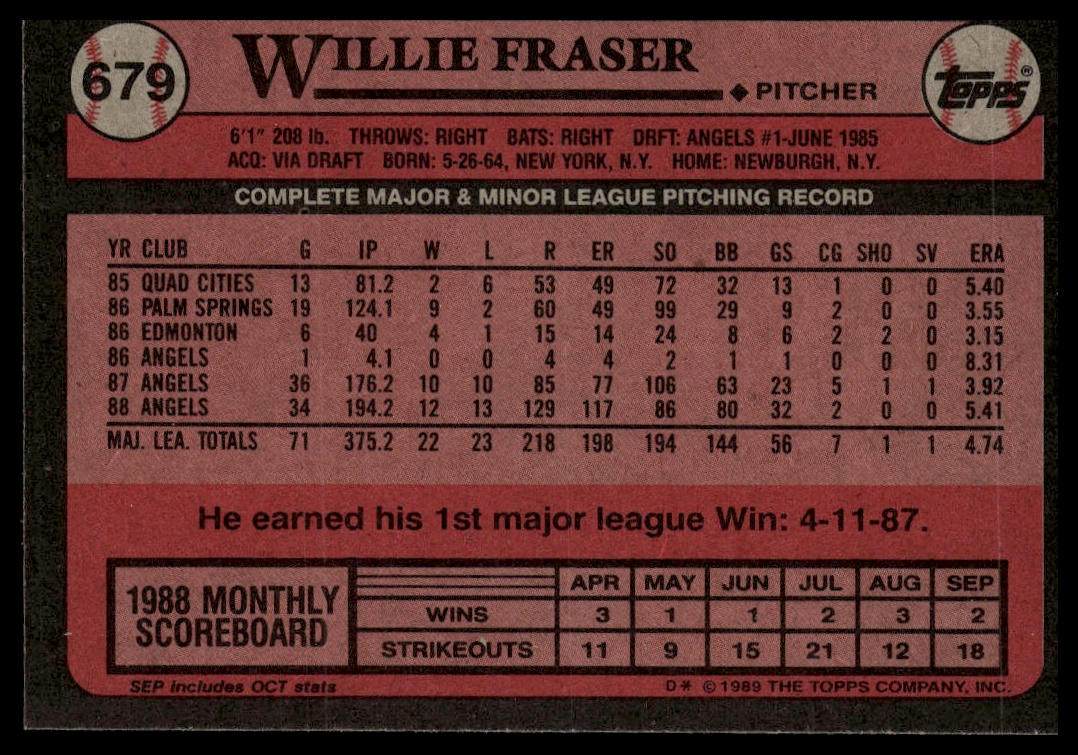 679
WILLIE FRASER
◆ PITCHER
TOPPS®
6'1" 208 lb. THROWS: RIGHT BATS: RIGHT DRFT: ANGELS #1-JUNE 1985
ACQ: VIA DRAFT BORN: 5-26-64, NEW YORK, N.Y. HOME: NEWBURGH, N.Y.
COMPLETE MAJOR & MINOR LEAGUE PITCHING RECORD
YR CLUB G IP W L R ER SO BB GS CG SHO SV ERA
85 QUAD CITIES 13 81.2 2 6 53 49 72 32 13 1 0 0 5.40
86 PALM SPRINGS 19 124.1 9 2 60 49 99 29 9 2 0 0 3.55
86 EDMONTON 6 40 4 1 15 14 24 8 6 2 2 0 3.15
86 ANGELS 1 4.1 0 0 4 4 2 1 1 0 0 0 8.31
87 ANGELS 36 176.2 10 10 85 77 106 63 23 5 1 1 3.92
88 ANGELS 34 194.2 12 13 129 117 86 80 32 2 0 0 5.41
MAJ. LEA. TOTALS 71 375.2 22 23 218 198 194 144 56 7 1 1 4.74
He earned his 1st major league Win: 4-11-87.
1988 MONTHLY
SCOREBOARD
APR MAY JUN JUL AUG SEP
WINS 3 1 1 2 3 2
STRIKEOUTS 11 9 15 21 12 18
SEP includes OCT stats
D* © 1989 THE TOPPS COMPANY, INC.